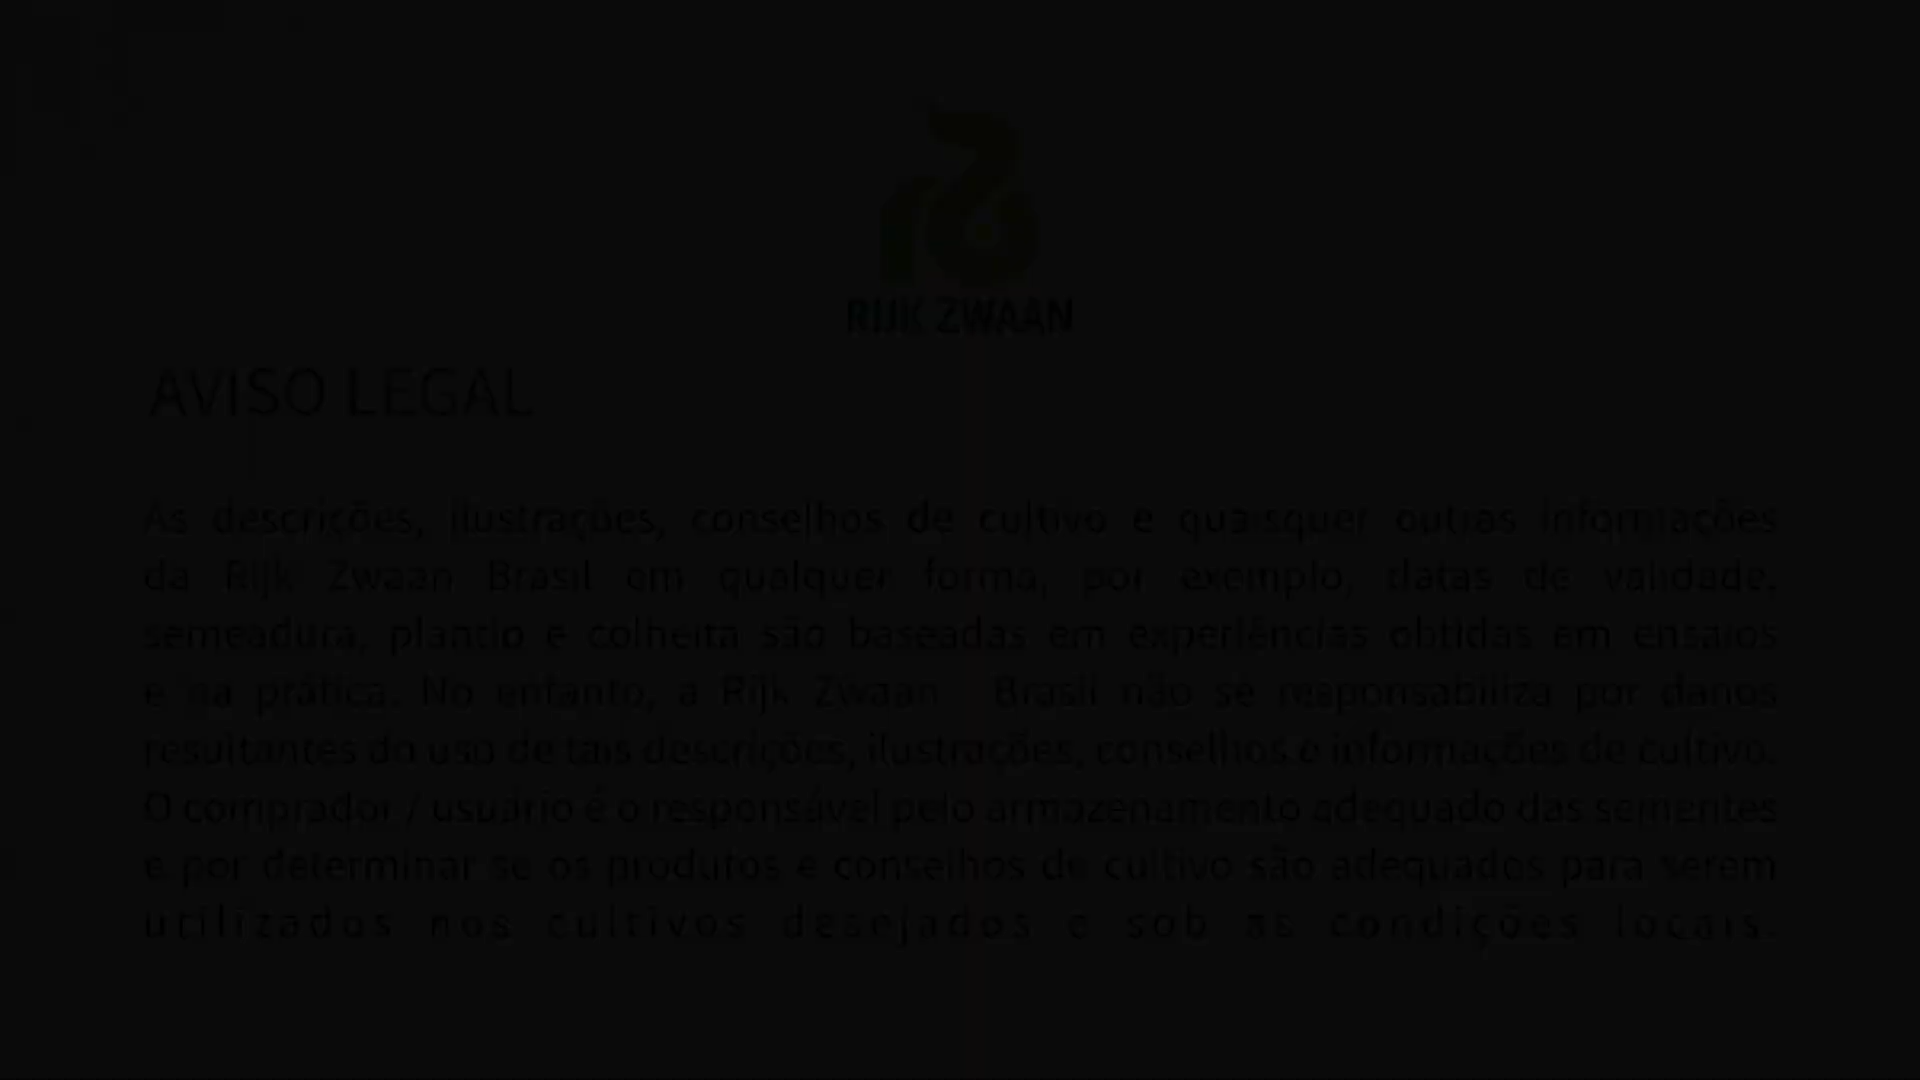 RIJK ZWAAN
AVISO LEGAL
As descrições, ilustrações, conselhos de cultivo e quaisquer outras informações
da Rijk Zwaan Brasil em qualquer forma, por exemplo, datas de validade,
semeadura, plantio e colheita são baseadas em experiências obtidas em ensaios
e na prática. No entanto, a Rijk Zwaan Brasil não se responsabiliza por danos
resultantes do uso de tais descrições, ilustrações, conselhos e informações de cultivo.
O comprador / usuário é o responsável pelo armazenamento adequado das sementes
e por determinar se os produtos e conselhos de cultivo são adequados para serem
utilizados nos cultivos desejados e sob as condições locais.